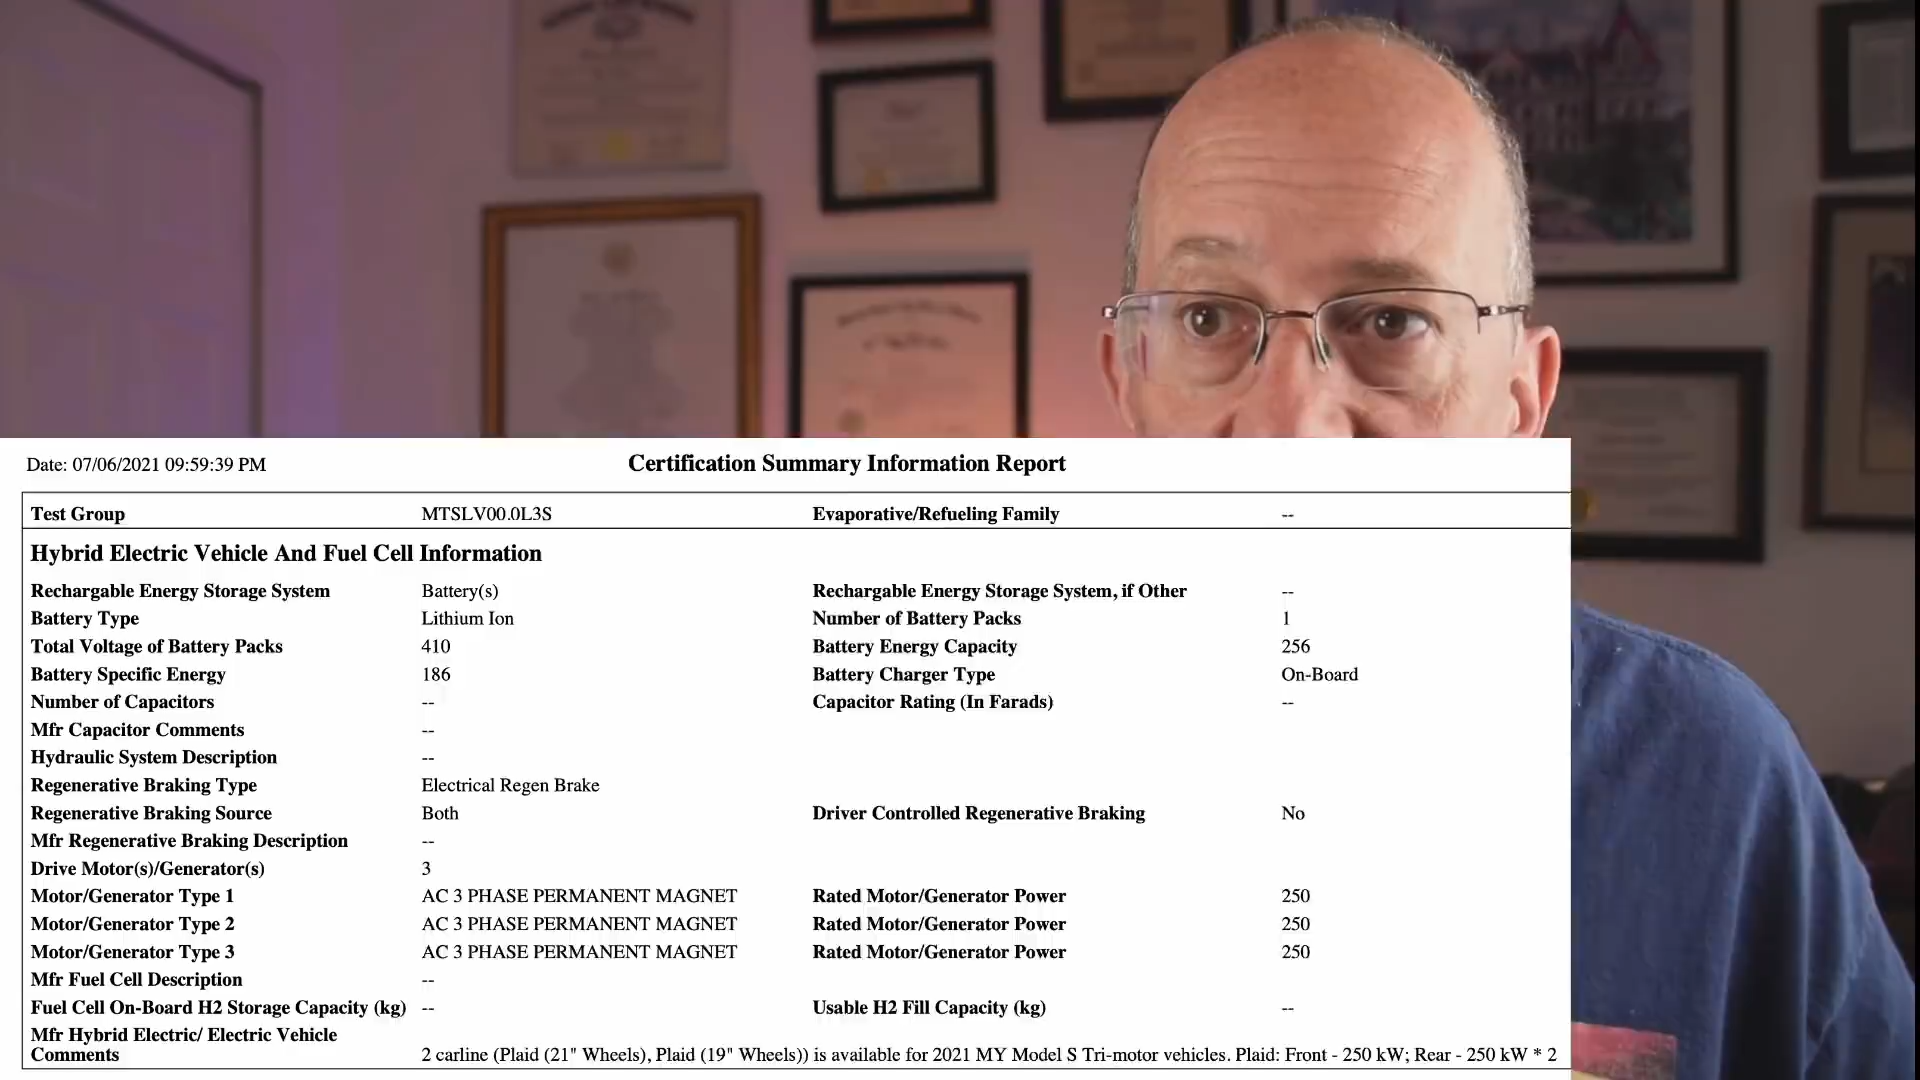 Date: 07/06/2021 09:59:39 PM Certification Summary Information Report
Test Group MTSLV00.0L3S Evaporative/Refueling Family --
Hybrid Electric Vehicle And Fuel Cell Information
Rechargable Energy Storage System Battery(s) Rechargable Energy Storage System, if Other --
Battery Type Lithium Ion Number of Battery Packs 1
Total Voltage of Battery Packs 410 Battery Energy Capacity 256
Battery Specific Energy 186 Battery Charger Type On-Board
Number of Capacitors -- Capacitor Rating (In Farads) --
Mfr Capacitor Comments --
Hydraulic System Description --
Regenerative Braking Type Electrical Regen Brake
Regenerative Braking Source Both Driver Controlled Regenerative Braking No
Mfr Regenerative Braking Description --
Drive Motor(s)/Generator(s) 3
Motor/Generator Type 1 AC 3 PHASE PERMANENT MAGNET Rated Motor/Generator Power 250
Motor/Generator Type 2 AC 3 PHASE PERMANENT MAGNET Rated Motor/Generator Power 250
Motor/Generator Type 3 AC 3 PHASE PERMANENT MAGNET Rated Motor/Generator Power 250
Mfr Fuel Cell Description --
Fuel Cell On-Board H2 Storage Capacity (kg) -- Usable H2 Fill Capacity (kg) --
Mfr Hybrid Electric/ Electric Vehicle
Comments 2 carline (Plaid (21" Wheels), Plaid (19" Wheels)) is available for 2021 MY Model S Tri-motor vehicles. Plaid: Front - 250 kW; Rear - 250 kW * 2